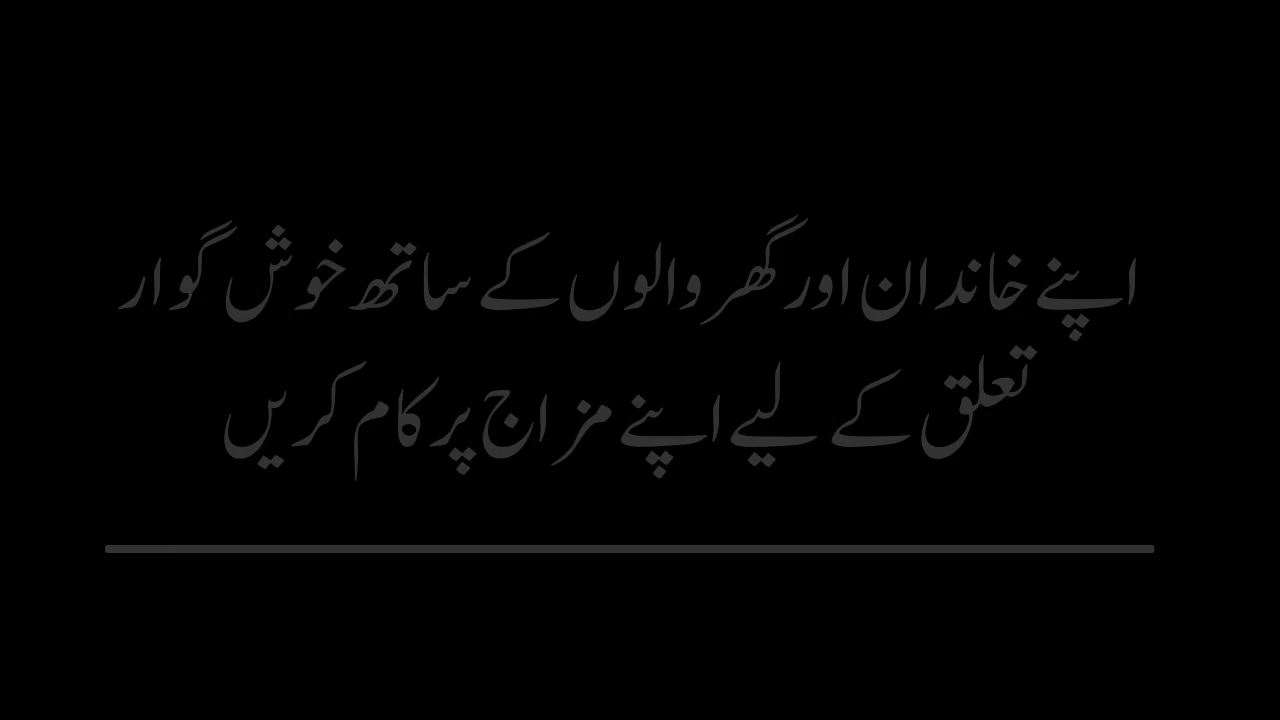 اپنے خاندان اور گھر والوں کے ساتھ خوش گوار
تعلق کے لیے اپنے مزاج پر کام کریں